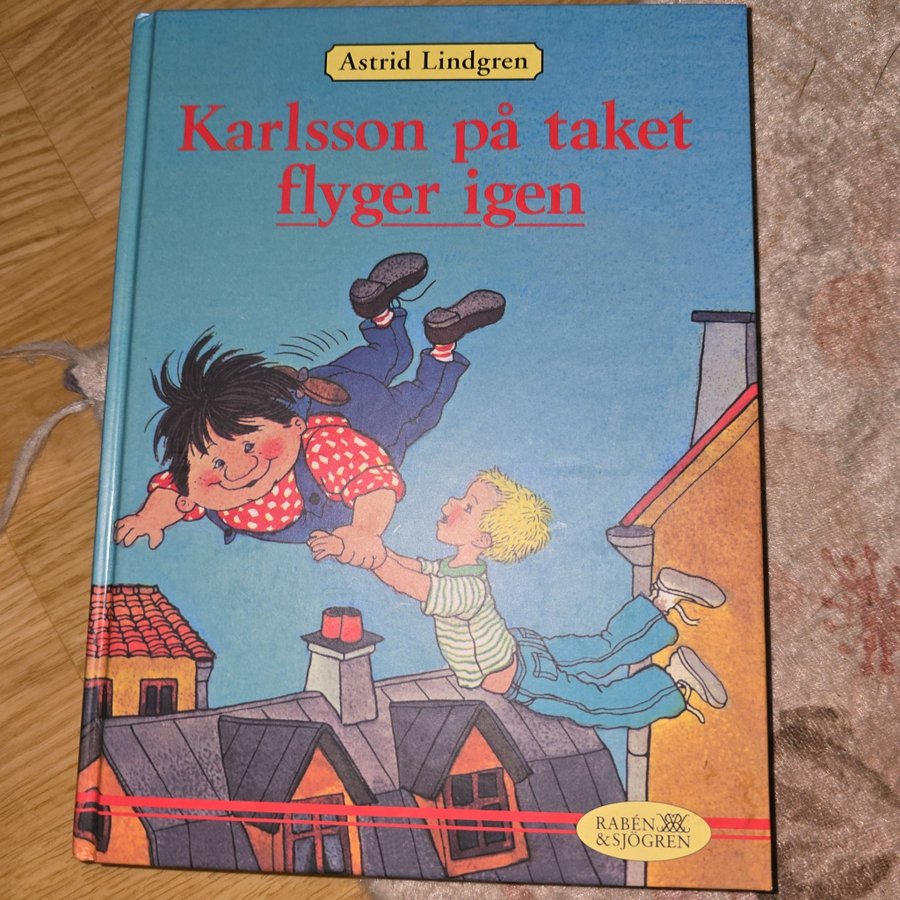 Astrid Lindgren
Karlsson på taket
flyger igen
RABÉN
& SJÖGREN